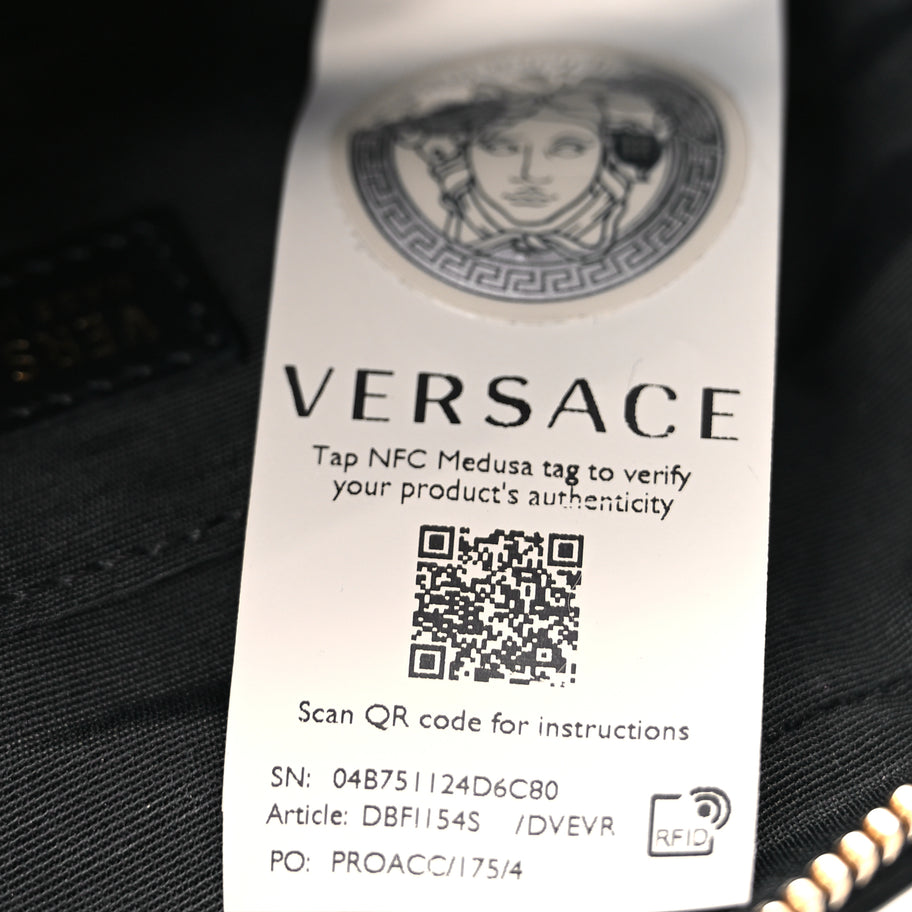 VERSACE
Tap NFC Medusa tag to verify
your product's authenticity
Scan QR code for instructions
SN: 04B751124D6C80
Article: DBFI154S /DVEVR
PO: PROACC/175/4
RFID